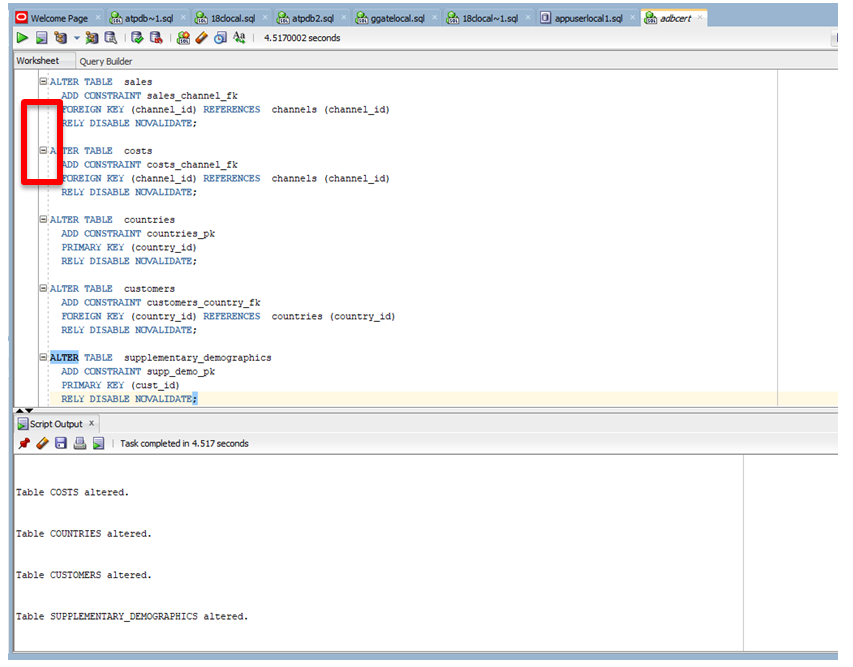 Welcome Page atpdb~1.sql 18clocal.sql atpdb2.sql ggatelocal.sql 18clocal~1.sql appuserlocal1.sql adbcert
4.5170002 seconds
Worksheet Query Builder
ALTER TABLE sales
ADD CONSTRAINT sales_channel_fk
FOREIGN KEY (channel_id) REFERENCES channels (channel_id)
RELY DISABLE NOVALIDATE;
ALTER TABLE costs
ADD CONSTRAINT costs_channel_fk
FOREIGN KEY (channel_id) REFERENCES channels (channel_id)
RELY DISABLE NOVALIDATE;
ALTER TABLE countries
ADD CONSTRAINT countries_pk
PRIMARY KEY (country_id)
RELY DISABLE NOVALIDATE;
ALTER TABLE customers
ADD CONSTRAINT customers_country_fk
FOREIGN KEY (country_id) REFERENCES countries (country_id)
RELY DISABLE NOVALIDATE;
ALTER TABLE supplementary_demographics
ADD CONSTRAINT supp_demo_pk
PRIMARY KEY (cust_id)
RELY DISABLE NOVALIDATE;
Script Output x
Task completed in 4.517 seconds
Table COSTS altered.
Table COUNTRIES altered.
Table CUSTOMERS altered.
Table SUPPLEMENTARY_DEMOGRAPHICS altered.